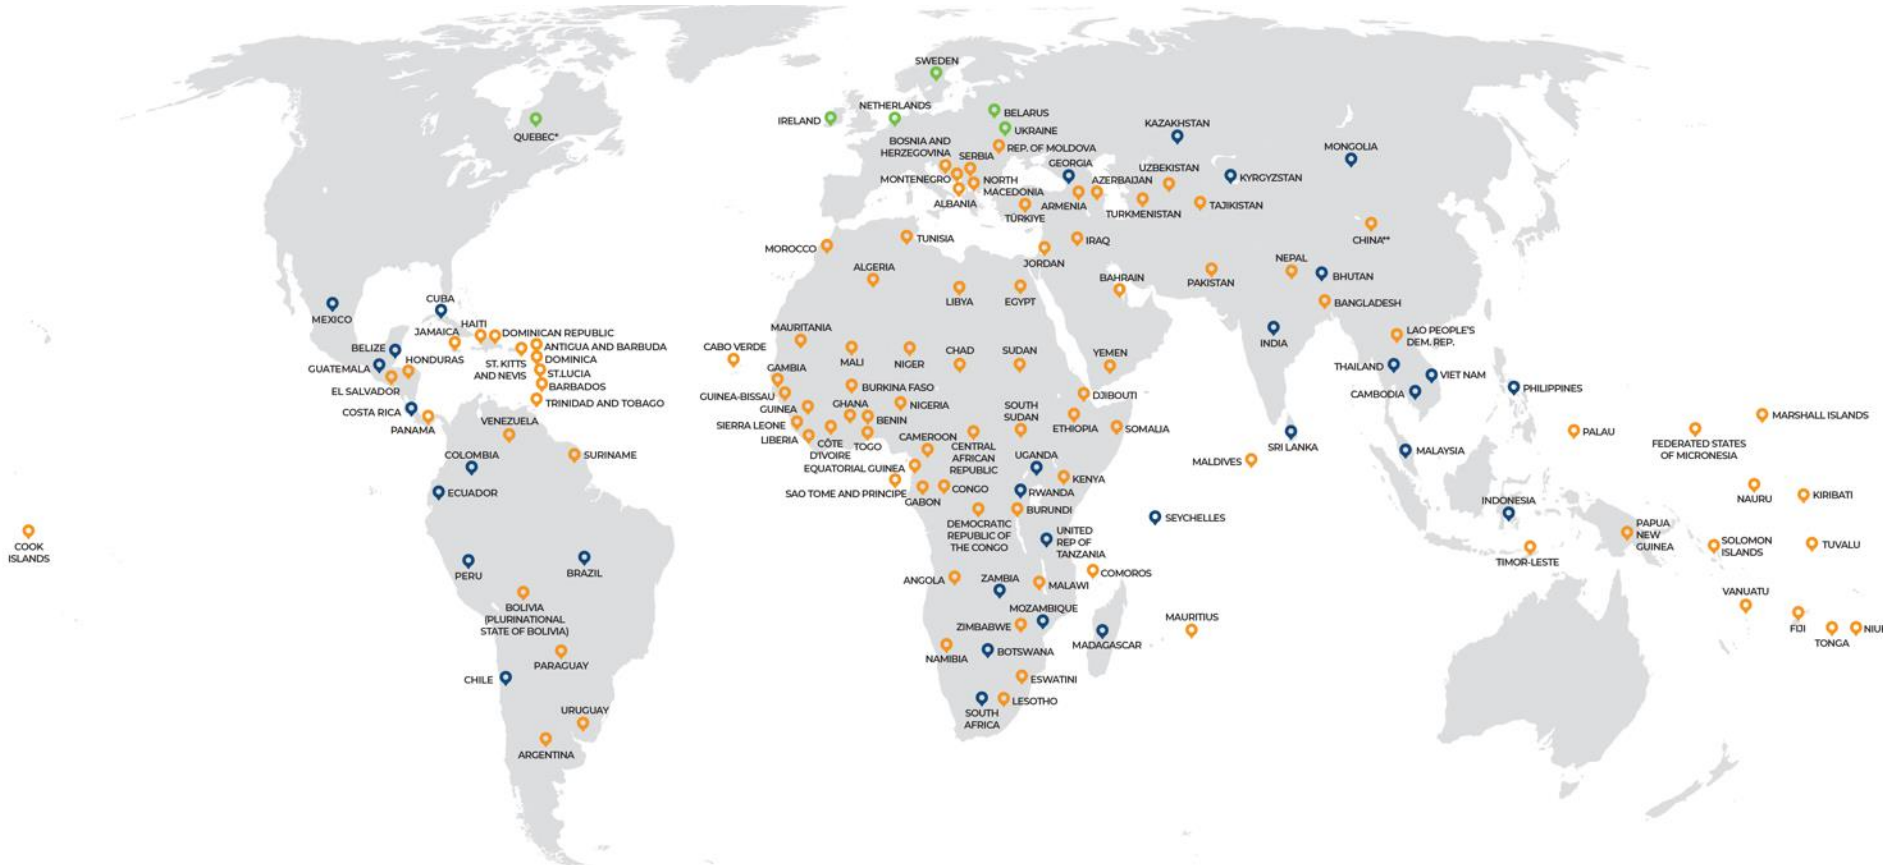 SWEDEN
NETHERLANDS
IRELAND
BELARUS
UKRAINE
QUEBEC*
BOSNIA AND
HERZEGOVINA
SERBIA
REP. OF MOLDOVA
MONTENEGRO
NORTH
MACEDONIA
ALBANIA
GEORGIA
KAZAKHSTAN
MONGOLIA
UZBEKISTAN
KYRGYZSTAN
AZERBAIJAN
ARMENIA
TÜRKIYE
TURKMENISTAN
TAJIKISTAN
CHINA**
MOROCCO
TUNISIA
IRAQ
JORDAN
ALGERIA
LIBYA
EGYPT
BAHRAIN
PAKISTAN
NEPAL
BHUTAN
BANGLADESH
MEXICO
CUBA
HAITI
JAMAICA
DOMINICAN REPUBLIC
BELIZE
HONDURAS
ANTIGUA AND BARBUDA
DOMINICA
ST. KITTS
AND NEVIS
ST.LUCIA
BARBADOS
GUATEMALA
EL SALVADOR
TRINIDAD AND TOBAGO
COSTA RICA
PANAMA
VENEZUELA
COLOMBIA
SURINAME
ECUADOR
PERU
BRAZIL
BOLIVIA
(PLURINATIONAL
STATE OF BOLIVIA)
PARAGUAY
CHILE
URUGUAY
ARGENTINA
COOK
ISLANDS
CABO VERDE
MAURITANIA
MALI
NIGER
CHAD
SUDAN
YEMEN
GAMBIA
GUINEA-BISSAU
GUINEA
SIERRA LEONE
LIBERIA
BURKINA FASO
GHANA
BENIN
NIGERIA
CÔTE
D'IVOIRE
TOGO
CAMEROON
CENTRAL
AFRICAN
REPUBLIC
SOUTH
SUDAN
DJIBOUTI
ETHIOPIA
SOMALIA
EQUATORIAL GUINEA
SAO TOME AND PRINCIPE
GABON
CONGO
UGANDA
KENYA
RWANDA
BURUNDI
DEMOCRATIC
REPUBLIC OF
THE CONGO
UNITED
REP OF
TANZANIA
SEYCHELLES
ANGOLA
ZAMBIA
MALAWI
COMOROS
MOZAMBIQUE
ZIMBABWE
MADAGASCAR
MAURITIUS
NAMIBIA
BOTSWANA
ESWATINI
LESOTHO
SOUTH
AFRICA
INDIA
LAO PEOPLE'S
DEM. REP.
THAILAND
VIET NAM
CAMBODIA
PHILIPPINES
SRI LANKA
MALDIVES
MALAYSIA
INDONESIA
TIMOR-LESTE
PALAU
FEDERATED STATES
OF MICRONESIA
MARSHALL ISLANDS
NAURU
KIRIBATI
PAPUA
NEW
GUINEA
SOLOMON
ISLANDS
TUVALU
VANUATU
FIJI
TONGA